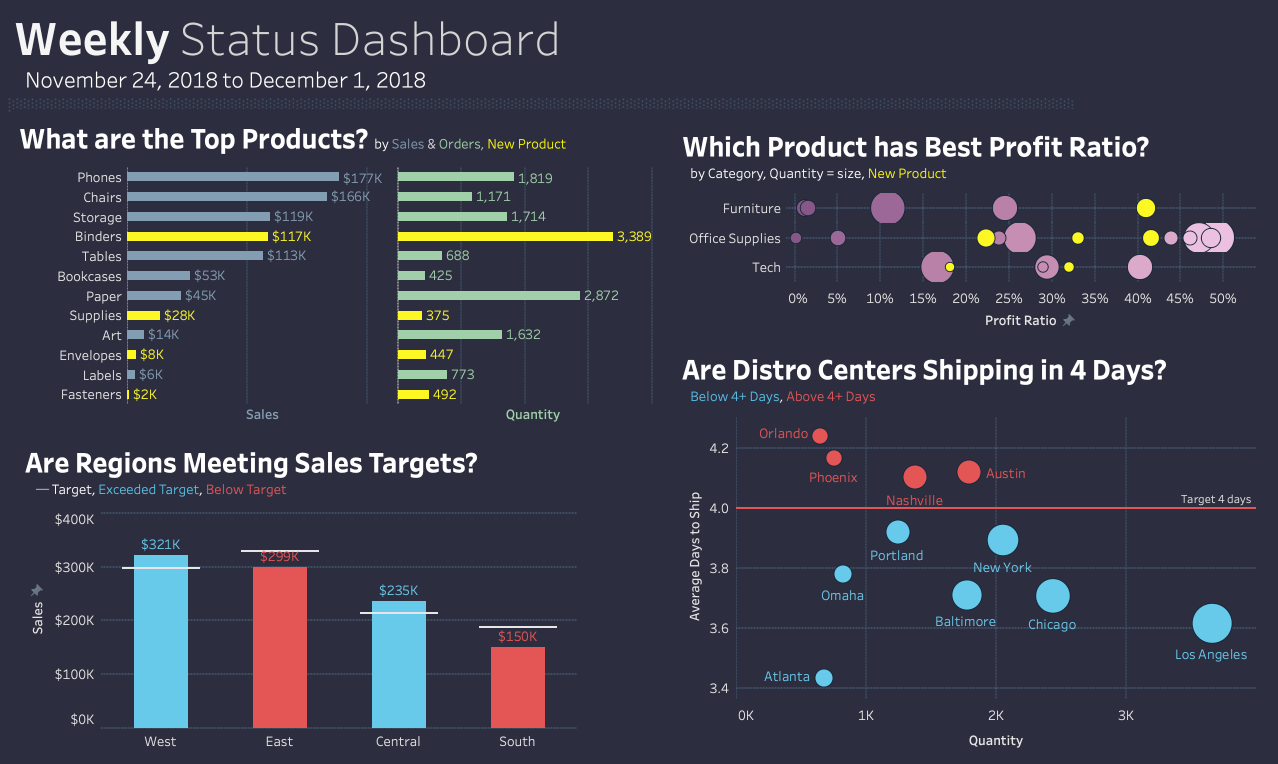 Weekly Status Dashboard
November 24, 2018 to December 1, 2018
What are the Top Products? by Sales & Orders, New Product
Phones $177K 1,819
Chairs $166K 1,171
Storage $119K 1,714
Binders $117K 3,389
Tables $113K 688
Bookcases $53K 425
Paper $45K 2,872
Supplies $28K 375
Art $14K 1,632
Envelopes $8K 447
Labels $6K 773
Fasteners $2K 492
Sales Quantity
Which Product has Best Profit Ratio?
by Category, Quantity = size, New Product
Furniture
Office Supplies
Tech
0% 5% 10% 15% 20% 25% 30% 35% 40% 45% 50%
Profit Ratio
Are Regions Meeting Sales Targets?
— Target, Exceeded Target, Below Target
$400K
$321K
$299K
$300K
$235K
$200K
$150K
$100K
$0K
Sales
West East Central South
Are Distro Centers Shipping in 4 Days?
Below 4+ Days, Above 4+ Days
Orlando
4.2
Phoenix
Austin
Nashville
Target 4 days
4.0
Portland
New York
3.8
Omaha
Baltimore
Chicago
3.6
Los Angeles
Atlanta
3.4
Average Days to Ship
0K 1K 2K 3K
Quantity